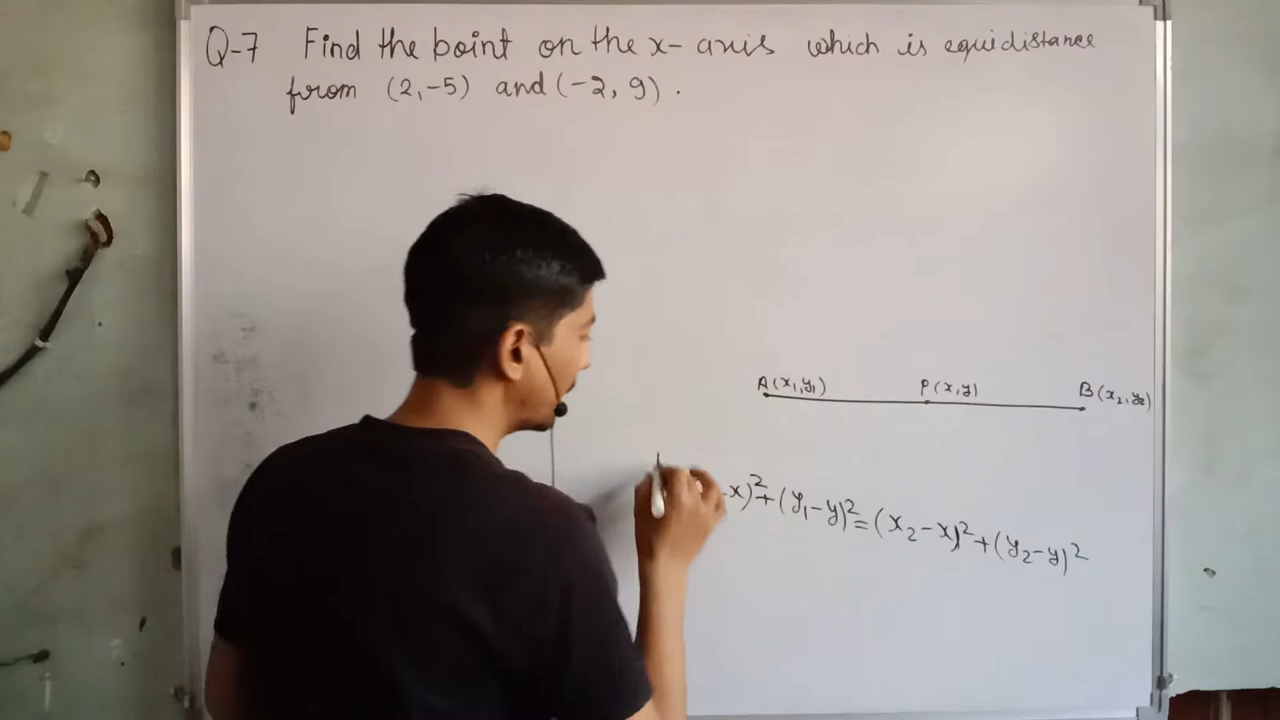 Q-7 Find the point on the x-axis which is equidistance
from (2,-5) and (-2, 9).
A(x₁,y₁) P(x,y) B(x₂,y₂)
-x)²+(y₁-y)²=(x₂-x)²+(y₂-y)²